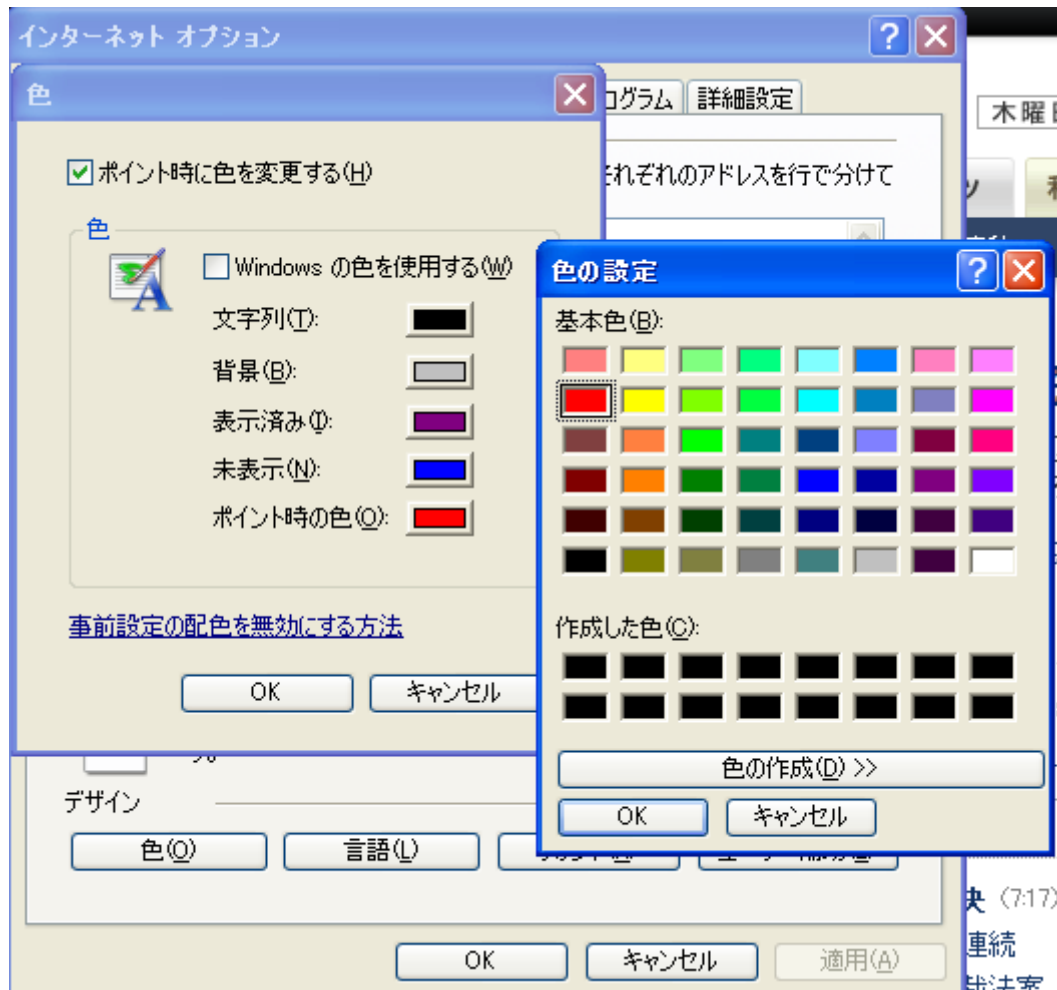 インターネット オプション
色
ログラム
詳細設定
木曜日
ポイント時に色を変更する(H)
それぞれのアドレスを行で分けて
色
Windows の色を使用する(W)
文字列(T):
背景(B):
表示済み(I):
未表示(N):
ポイント時の色(O):
事前設定の配色を無効にする方法
OK
キャンセル
色の設定
基本色(B):
作成した色(C):
色の作成(D) >>
OK
キャンセル
デザイン
色(O)
言語(L)
OK
キャンセル
適用(A)
決 (7:17)
連続
裁法案